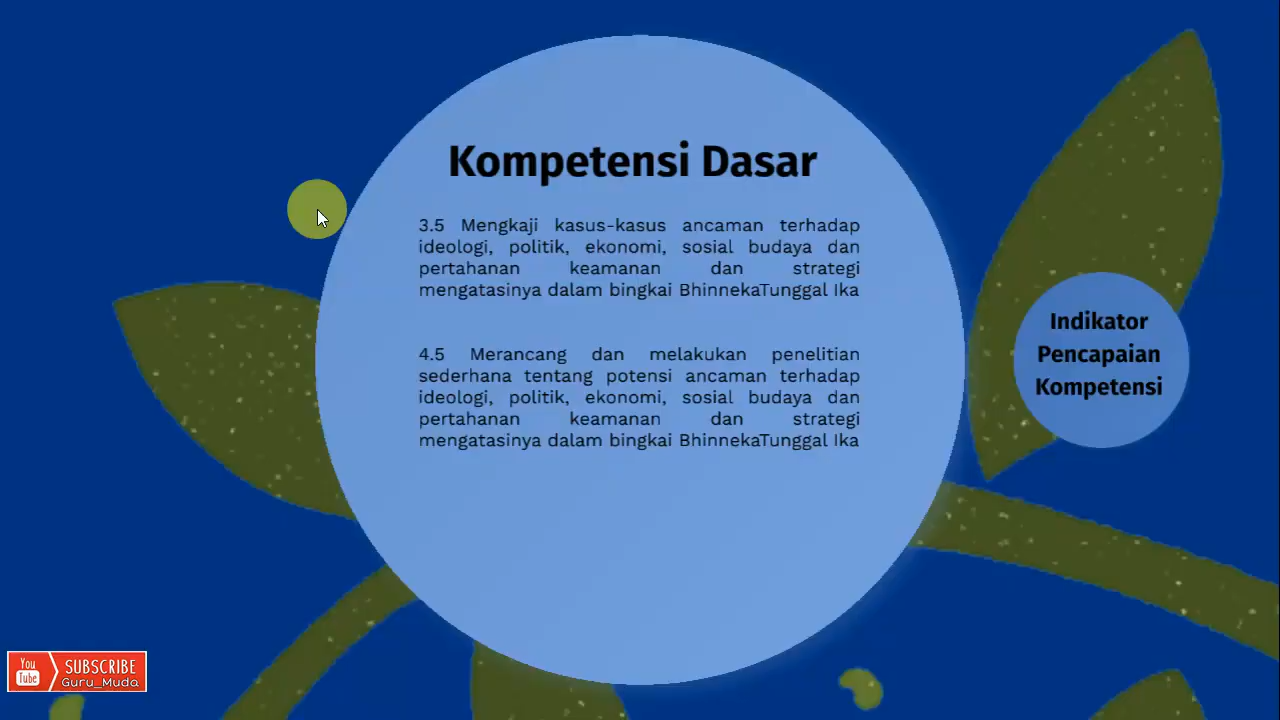 Kompetensi Dasar
3.5 Mengkaji kasus-kasus ancaman terhadap
ideologi, politik, ekonomi, sosial budaya dan
pertahanan keamanan dan strategi
mengatasinya dalam bingkai BhinnekaTunggal Ika
4.5 Merancang dan melakukan penelitian
sederhana tentang potensi ancaman terhadap
ideologi, politik, ekonomi, sosial budaya dan
pertahanan keamanan dan strategi
mengatasinya dalam bingkai BhinnekaTunggal Ika
Indikator
Pencapaian
Kompetensi
You
Tube
SUBSCRIBE
Guru_Muda